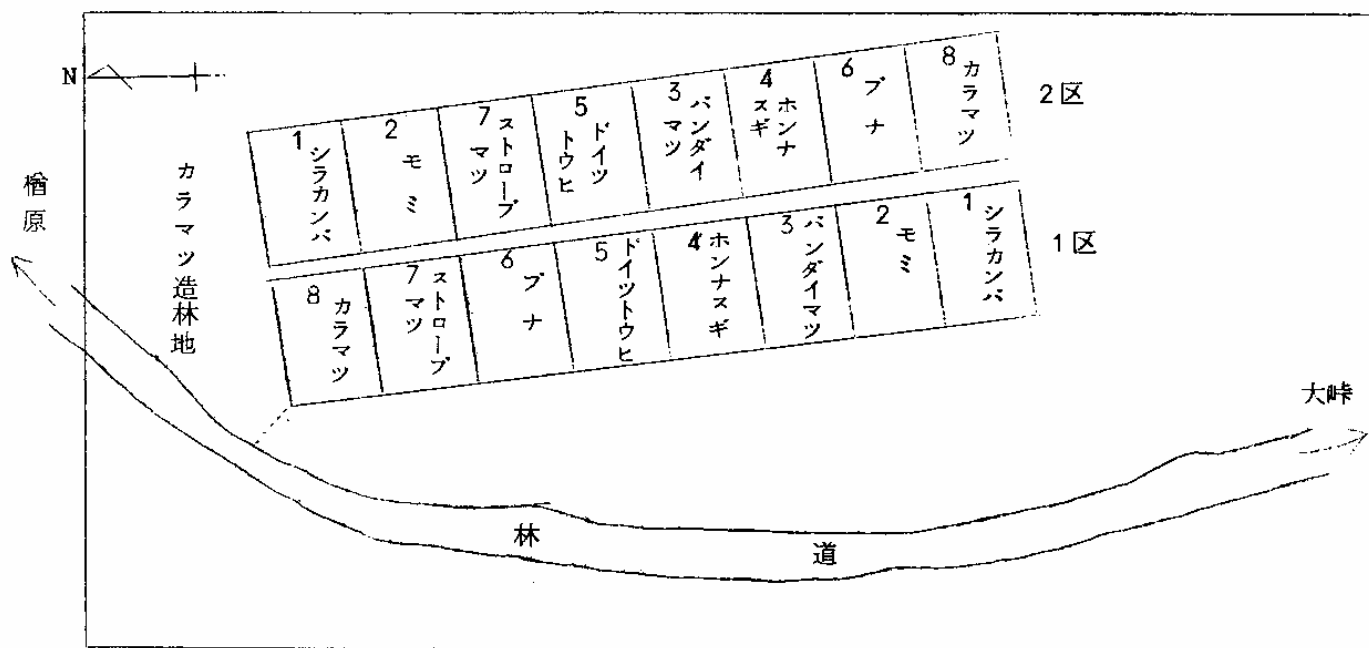 N
楢原
カラマツ造林地
1 シラカンバ
2 モミ
7 ストローブマツ
5 ドイツトウヒ
3 バンダイマツ
4 ホンナスギ
6 ブナ
8 カラマツ
2区
8 カラマツ
7 ストローブマツ
6 ブナ
5 ドイツトウヒ
4 ホンナスギ
3 バンダイマツ
2 モミ
1 シラカンバ
1区
大峠
林道